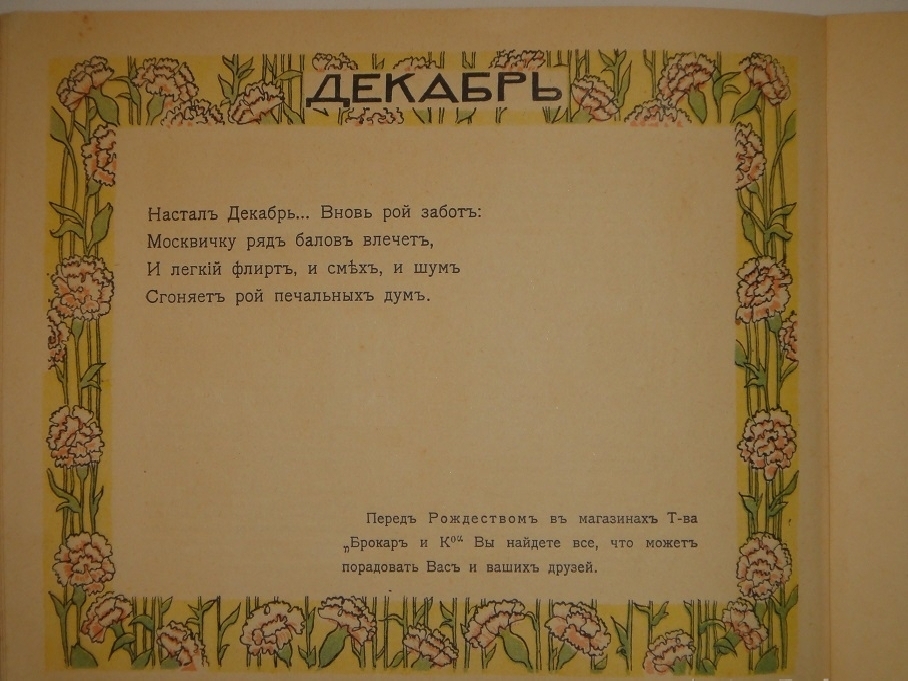 ДЕКАБРЬ
Насталъ Декабрь... Вновь рой заботъ:
Москвичку рядъ баловъ влечетъ,
И легкій флиртъ, и смѣхъ, и шумъ
Сгоняетъ рой печальныхъ думъ.
Передъ Рождествомъ въ магазинахъ Т-ва
„Брокаръ и Кº“ Вы найдете все, что можетъ
порадовать Васъ и вашихъ друзей.